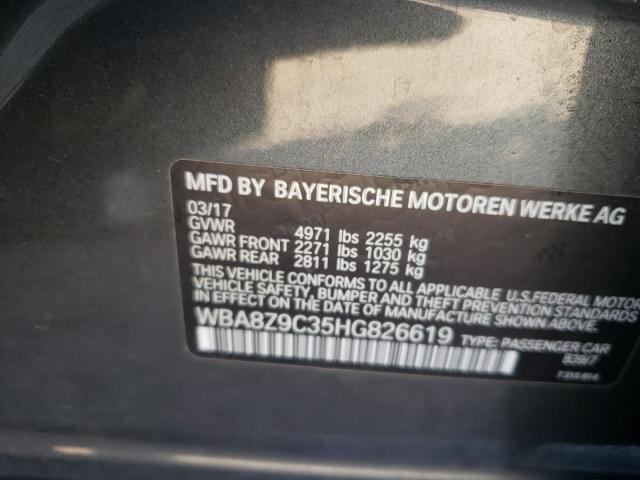 MFD BY BAYERISCHE MOTOREN WERKE AG
03/17
GVWR 4971 lbs 2255 kg
GAWR FRONT 2271 lbs 1030 kg
GAWR REAR 2811 lbs 1275 kg
THIS VEHICLE CONFORMS TO ALL APPLICABLE U.S. FEDERAL MOTOR
VEHICLE SAFETY, BUMPER AND THEFT PREVENTION STANDARDS
IN EFFECT ON THE DATE OF MANUFACTURE SHOWN ABOVE.
WBA8Z9C35HG826619 TYPE: PASSENGER CAR